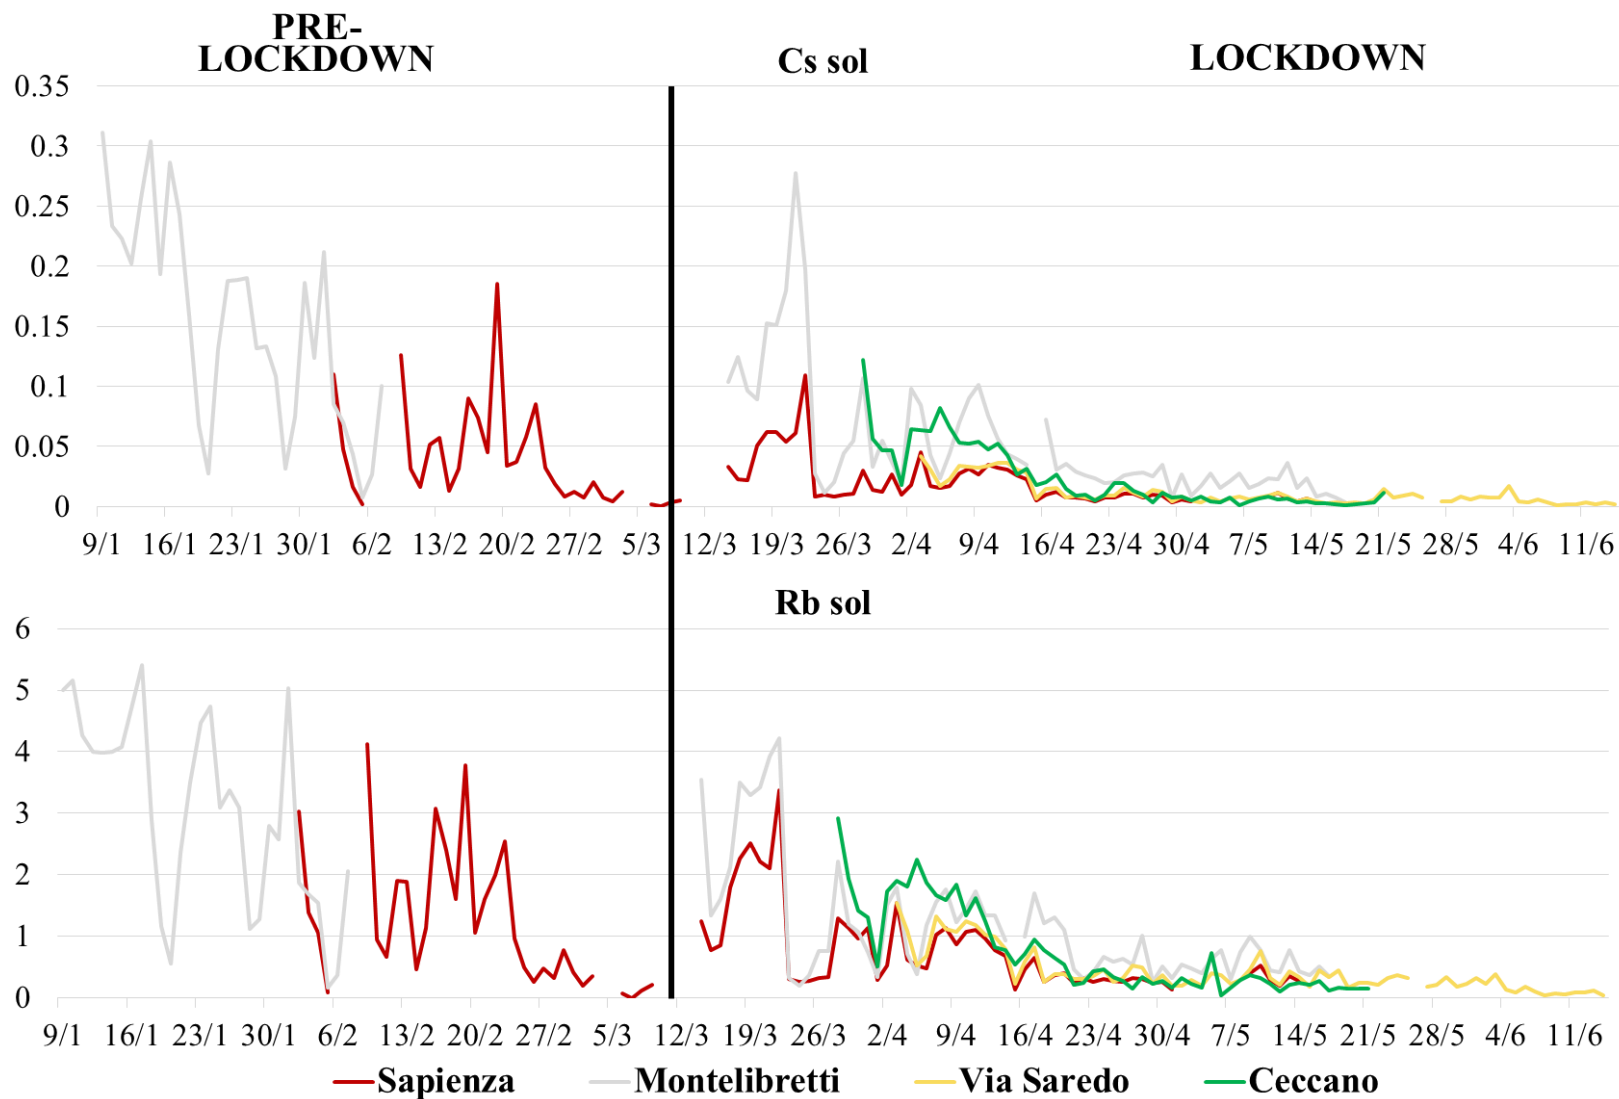 PRE-
LOCKDOWN
Cs sol
LOCKDOWN
0.35
0.3
0.25
0.2
0.15
0.1
0.05
0
9/1 16/1 23/1 30/1 6/2 13/2 20/2 27/2 5/3 12/3 19/3 26/3 2/4 9/4 16/4 23/4 30/4 7/5 14/5 21/5 28/5 4/6 11/6
Rb sol
6
5
4
3
2
1
0
9/1 16/1 23/1 30/1 6/2 13/2 20/2 27/2 5/3 12/3 19/3 26/3 2/4 9/4 16/4 23/4 30/4 7/5 14/5 21/5 28/5 4/6 11/6
Sapienza Montelibretti Via Saredo Ceccano